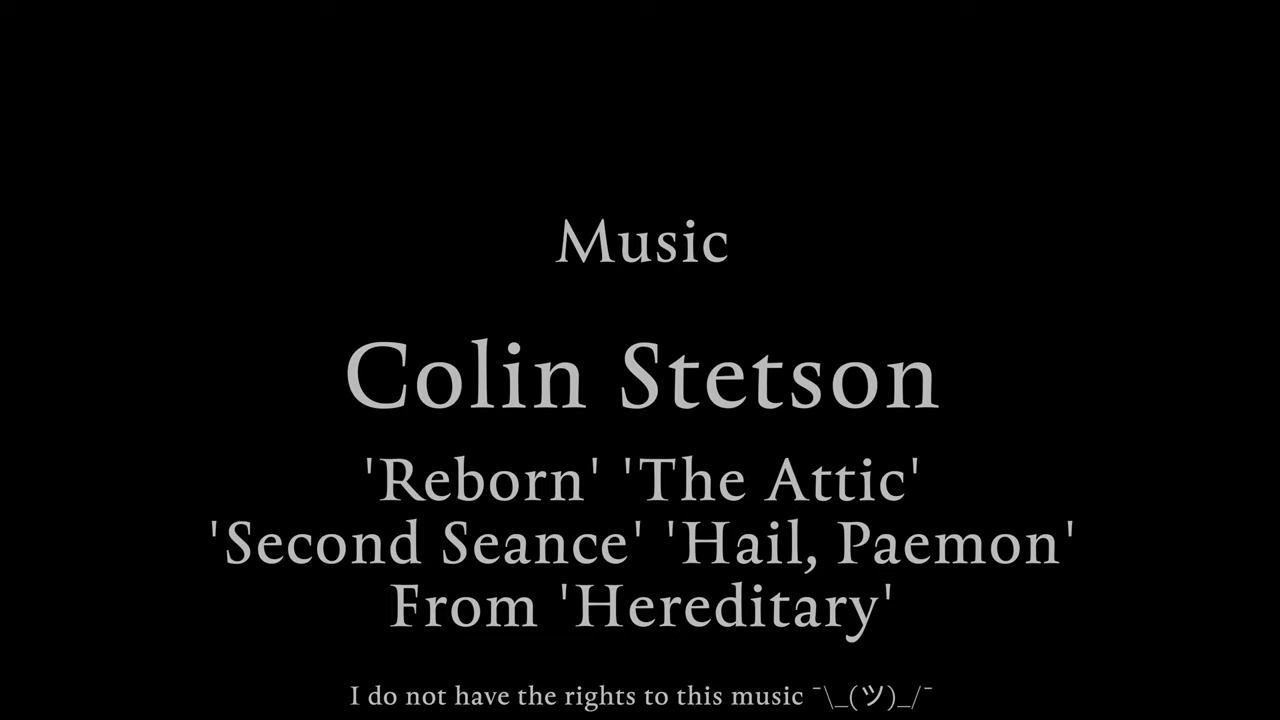 Music
Colin Stetson
'Reborn' 'The Attic'
'Second Seance' 'Hail, Paemon'
From 'Hereditary'
I do not have the rights to this music ¯\_(ツ)_/¯